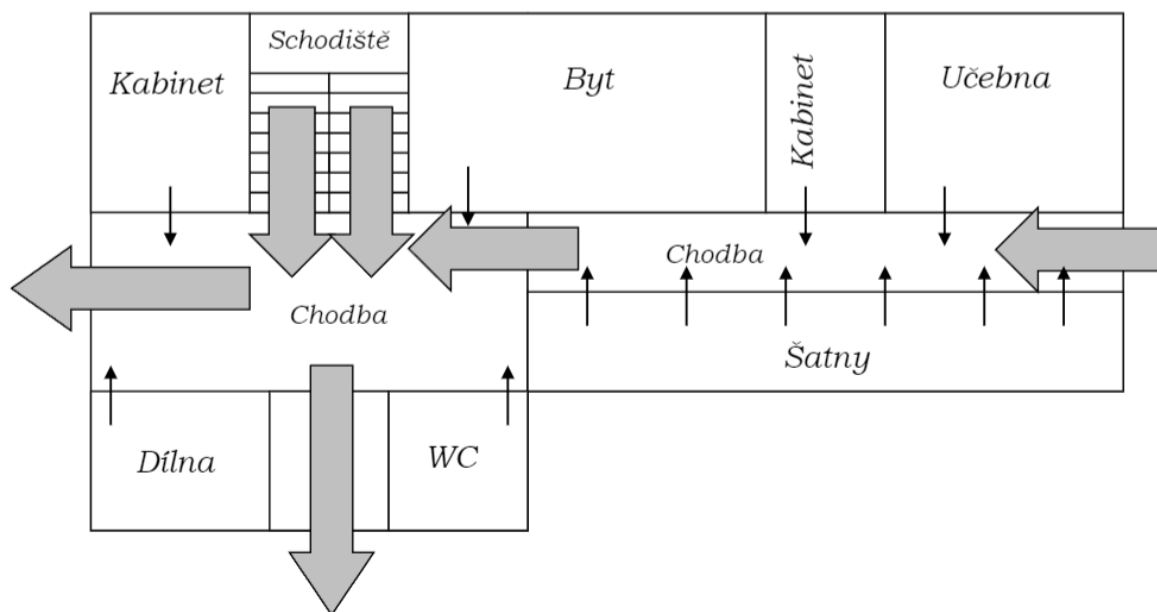 Schodiště
Kabinet
Byt
Kabinet
Učebna
Chodba
Chodba
Šatny
Dílna
WC